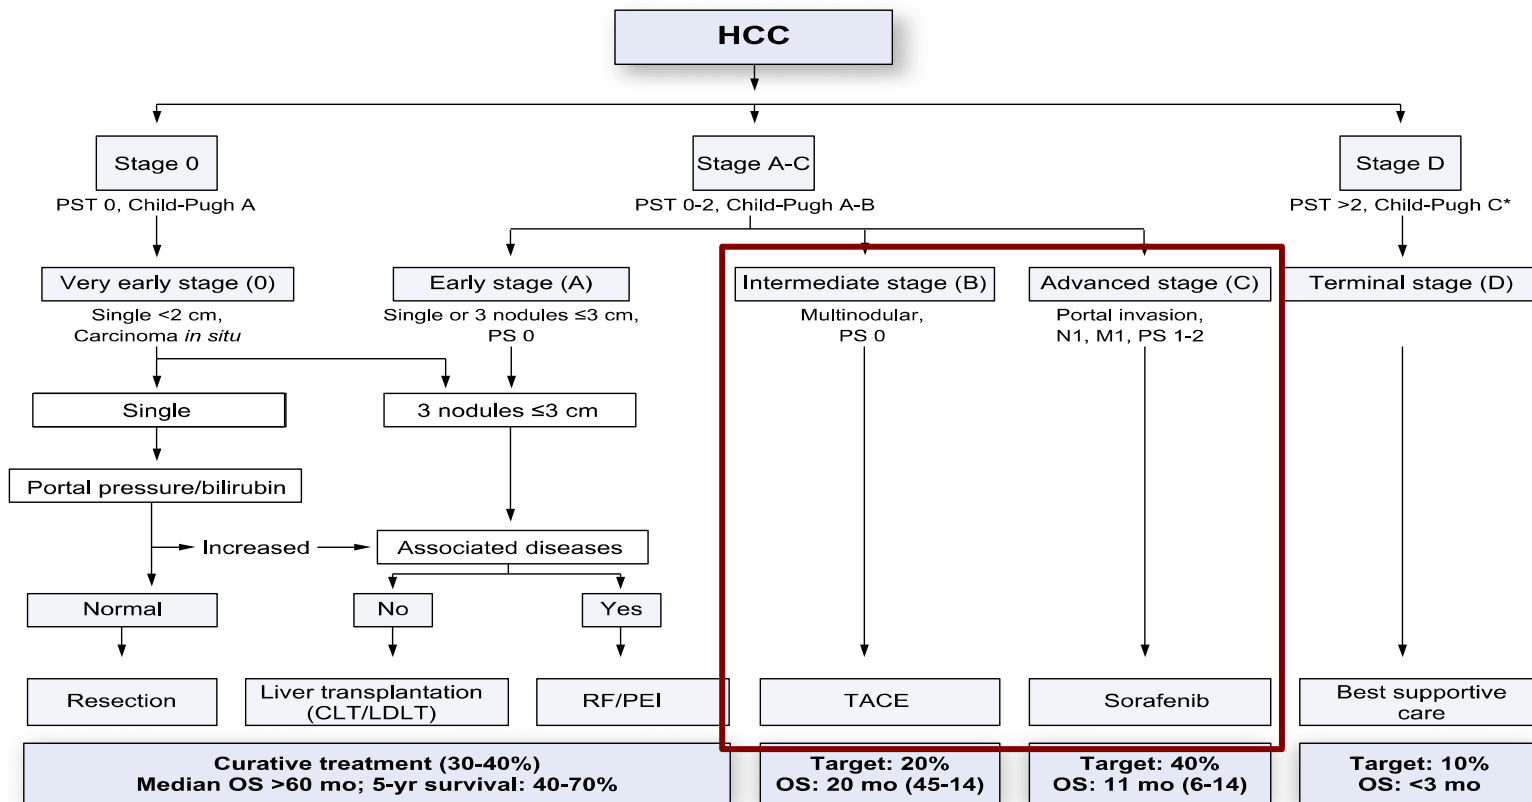 HCC
Stage 0
PST 0, Child-Pugh A
Stage A-C
PST 0-2, Child-Pugh A-B
Stage D
PST >2, Child-Pugh C*
Very early stage (0)
Single <2 cm,
Carcinoma in situ
Early stage (A)
Single or 3 nodules ≤3 cm,
PS 0
Intermediate stage (B)
Multinodular,
PS 0
Advanced stage (C)
Portal invasion,
N1, M1, PS 1-2
Terminal stage (D)
Single
3 nodules ≤3 cm
Portal pressure/bilirubin
Increased
Associated diseases
Normal
No
Yes
Resection
Liver transplantation
(CLT/LDLT)
RF/PEI
TACE
Sorafenib
Best supportive
care
Curative treatment (30-40%)
Median OS >60 mo; 5-yr survival: 40-70%
Target: 20%
OS: 20 mo (45-14)
Target: 40%
OS: 11 mo (6-14)
Target: 10%
OS: <3 mo